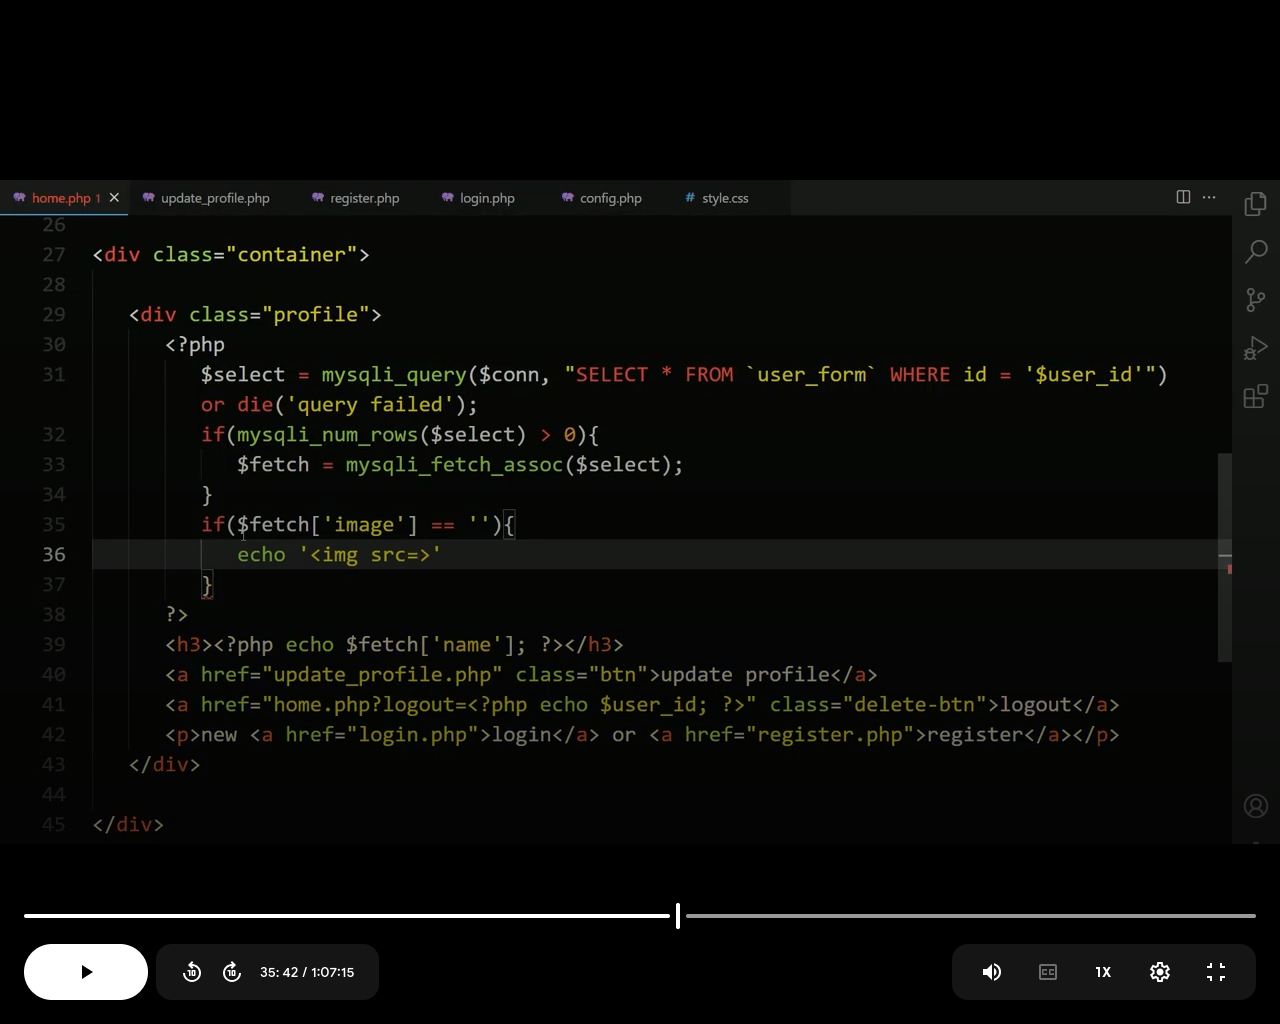 home.php 1
update_profile.php
register.php
login.php
config.php
# style.css
26
27 <div class="container">
28
29 <div class="profile">
30 <?php
31 $select = mysqli_query($conn, "SELECT * FROM `user_form` WHERE id = '$user_id'")
or die('query failed');
32 if(mysqli_num_rows($select) > 0){
33 $fetch = mysqli_fetch_assoc($select);
34 }
35 if($fetch['image'] == ''){
36 echo '<img src=>'
37 }
38 ?>
39 <h3><?php echo $fetch['name']; ?></h3>
40 <a href="update_profile.php" class="btn">update profile</a>
41 <a href="home.php?logout=<?php echo $user_id; ?>" class="delete-btn">logout</a>
42 <p>new <a href="login.php">login</a> or <a href="register.php">register</a></p>
43 </div>
44
45 </div>
10
10
35:42 / 1:07:15
CC
1X